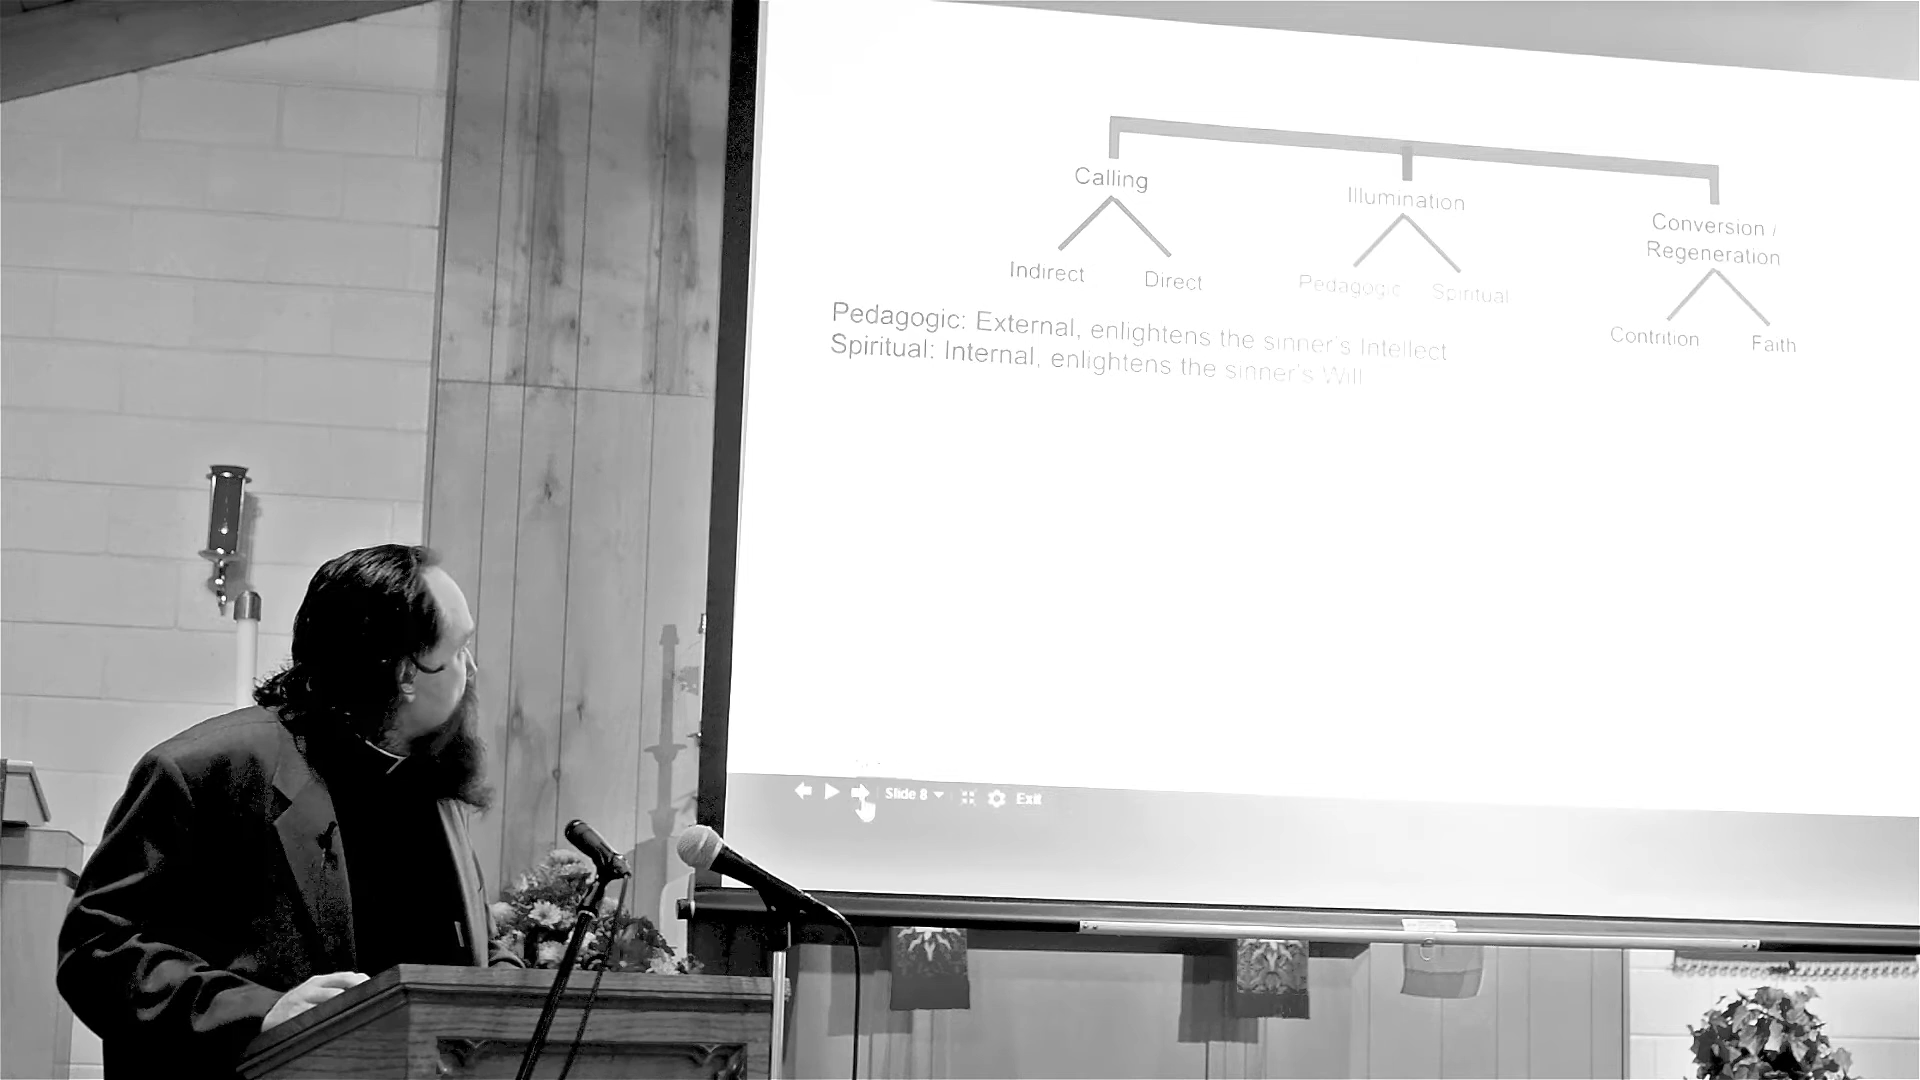 Calling
Illumination
Conversion /
Regeneration
Indirect
Direct
Pedagogic
Spiritual
Contrition
Faith
Pedagogic: External, enlightens the sinner's Intellect
Spiritual: Internal, enlightens the sinner's Will
Slide 8
Exit